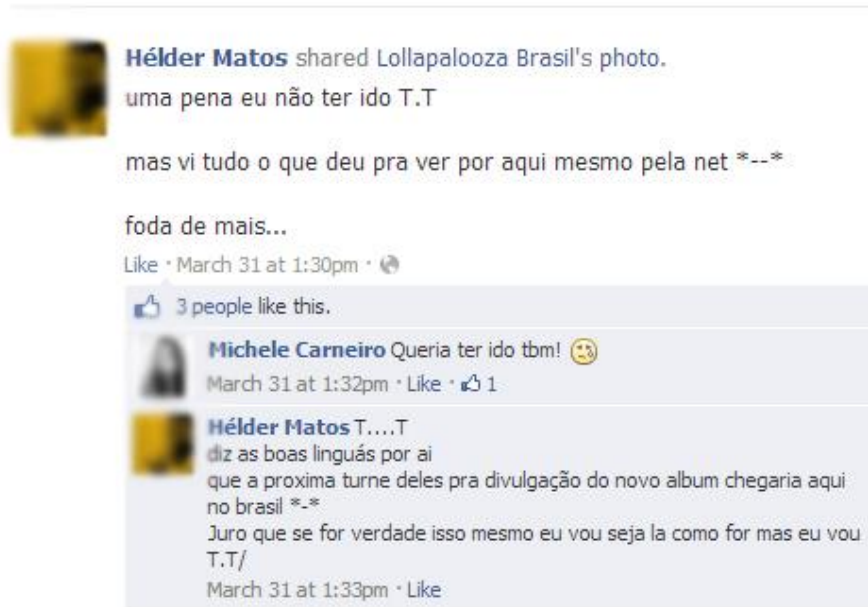 Hélder Matos shared Lollapalooza Brasil's photo.
uma pena eu não ter ido T.T
mas vi tudo o que deu pra ver por aqui mesmo pela net *--*
foda de mais...
Like · March 31 at 1:30pm ·
3 people like this.
Michele Carneiro Queria ter ido tbm!
March 31 at 1:32pm · Like · 1
Hélder Matos T....T
diz as boas linguás por ai
que a proxima turne deles pra divulgação do novo album chegaria aqui
no brasil *-*
Juro que se for verdade isso mesmo eu vou seja la como for mas eu vou
T.T/
March 31 at 1:33pm · Like